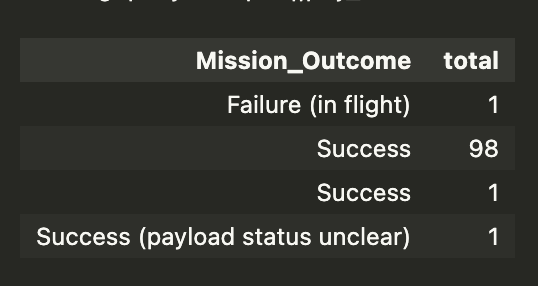 Mission_Outcome total
Failure (in flight) 1
Success 98
Success 1
Success (payload status unclear) 1